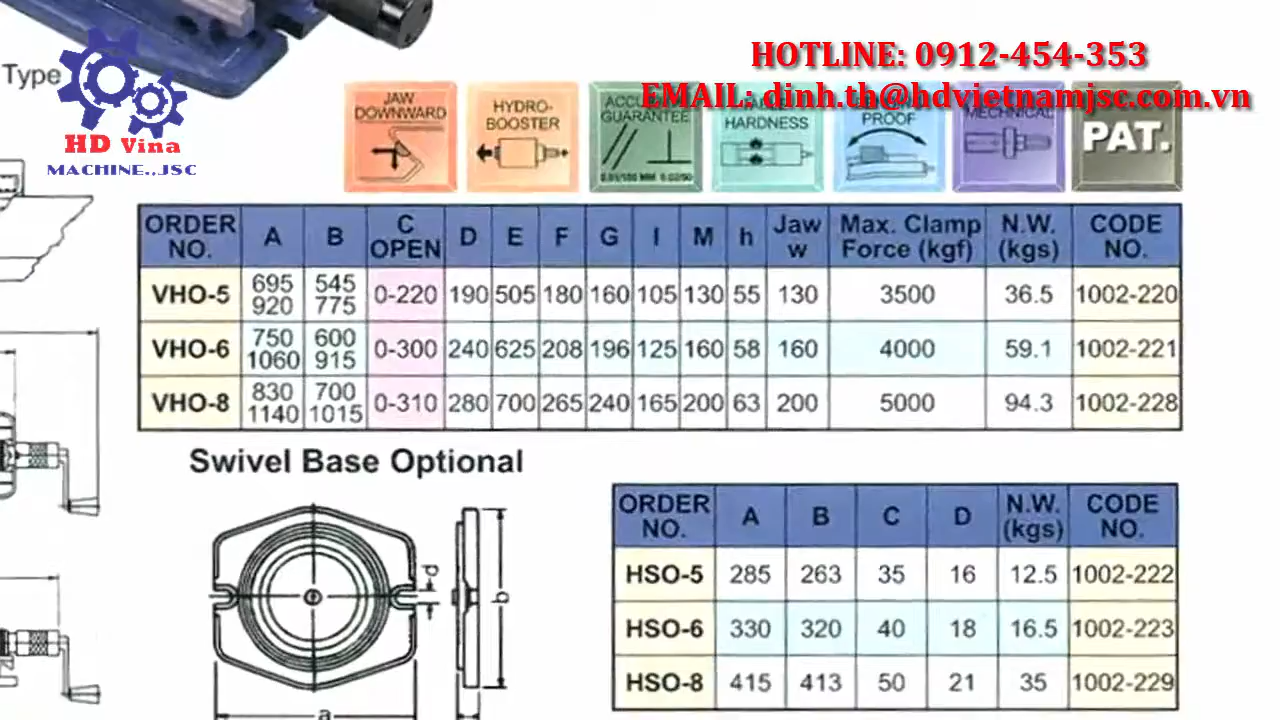 HOTLINE: 0912-454-353
EMAIL: dinh.th@hdvietnamjsc.com.vn
Type
HD Vina
MACHINE.,JSC
JAW
DOWNWARD
HYDRO-
BOOSTER
GUARANTEE
HARDNESS
PROOF
MECHNICAL
PAT.
ORDER NO. A B C OPEN D E F G I M h Jaw w Max. Clamp Force (kgf) N.W. (kgs) CODE NO.
VHO-5 695 920 545 775 0-220 190 505 180 160 105 130 55 130 3500 36.5 1002-220
VHO-6 750 1060 600 915 0-300 240 625 208 196 125 160 58 160 4000 59.1 1002-221
VHO-8 830 1140 700 1015 0-310 280 700 265 240 165 200 63 200 5000 94.3 1002-228
Swivel Base Optional
d
b
a
ORDER NO. A B C D N.W. (kgs) CODE NO.
HSO-5 285 263 35 16 12.5 1002-222
HSO-6 330 320 40 18 16.5 1002-223
HSO-8 415 413 50 21 35 1002-229